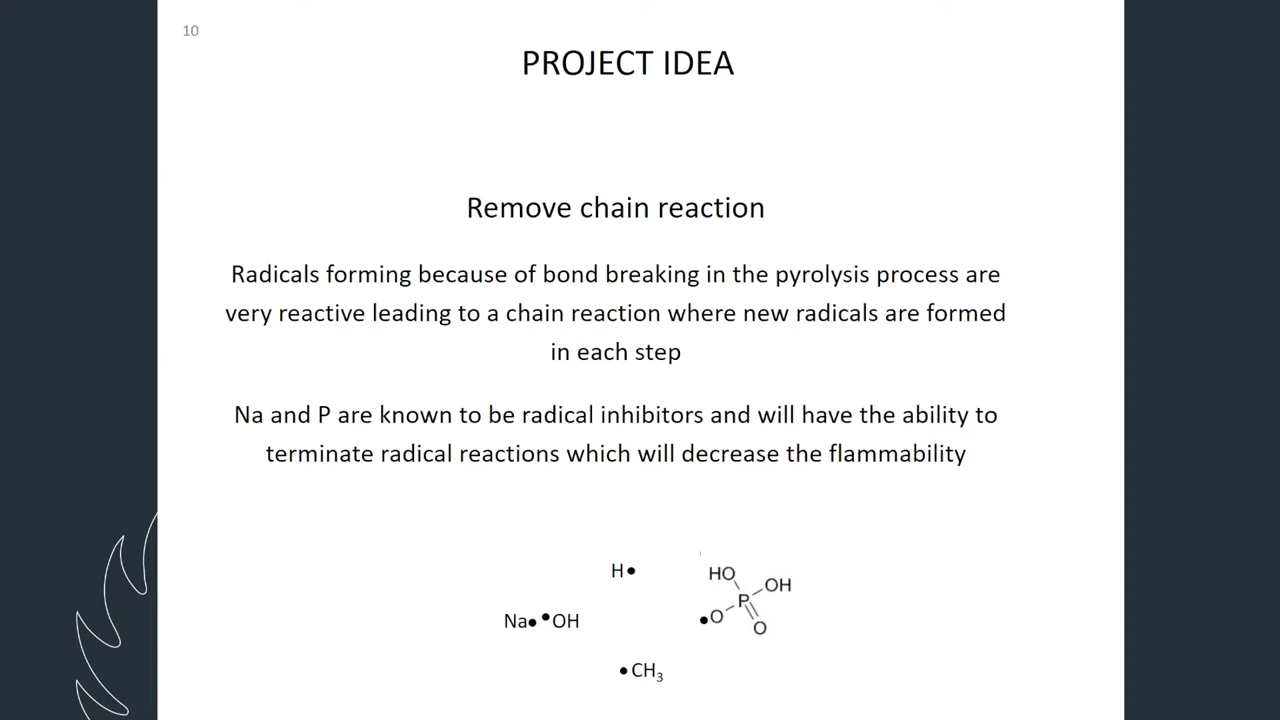 10
PROJECT IDEA
Remove chain reaction
Radicals forming because of bond breaking in the pyrolysis process are
very reactive leading to a chain reaction where new radicals are formed
in each step
Na and P are known to be radical inhibitors and will have the ability to
terminate radical reactions which will decrease the flammability
H•
HO
OH
P
Na• •OH
•O
O
•CH₃